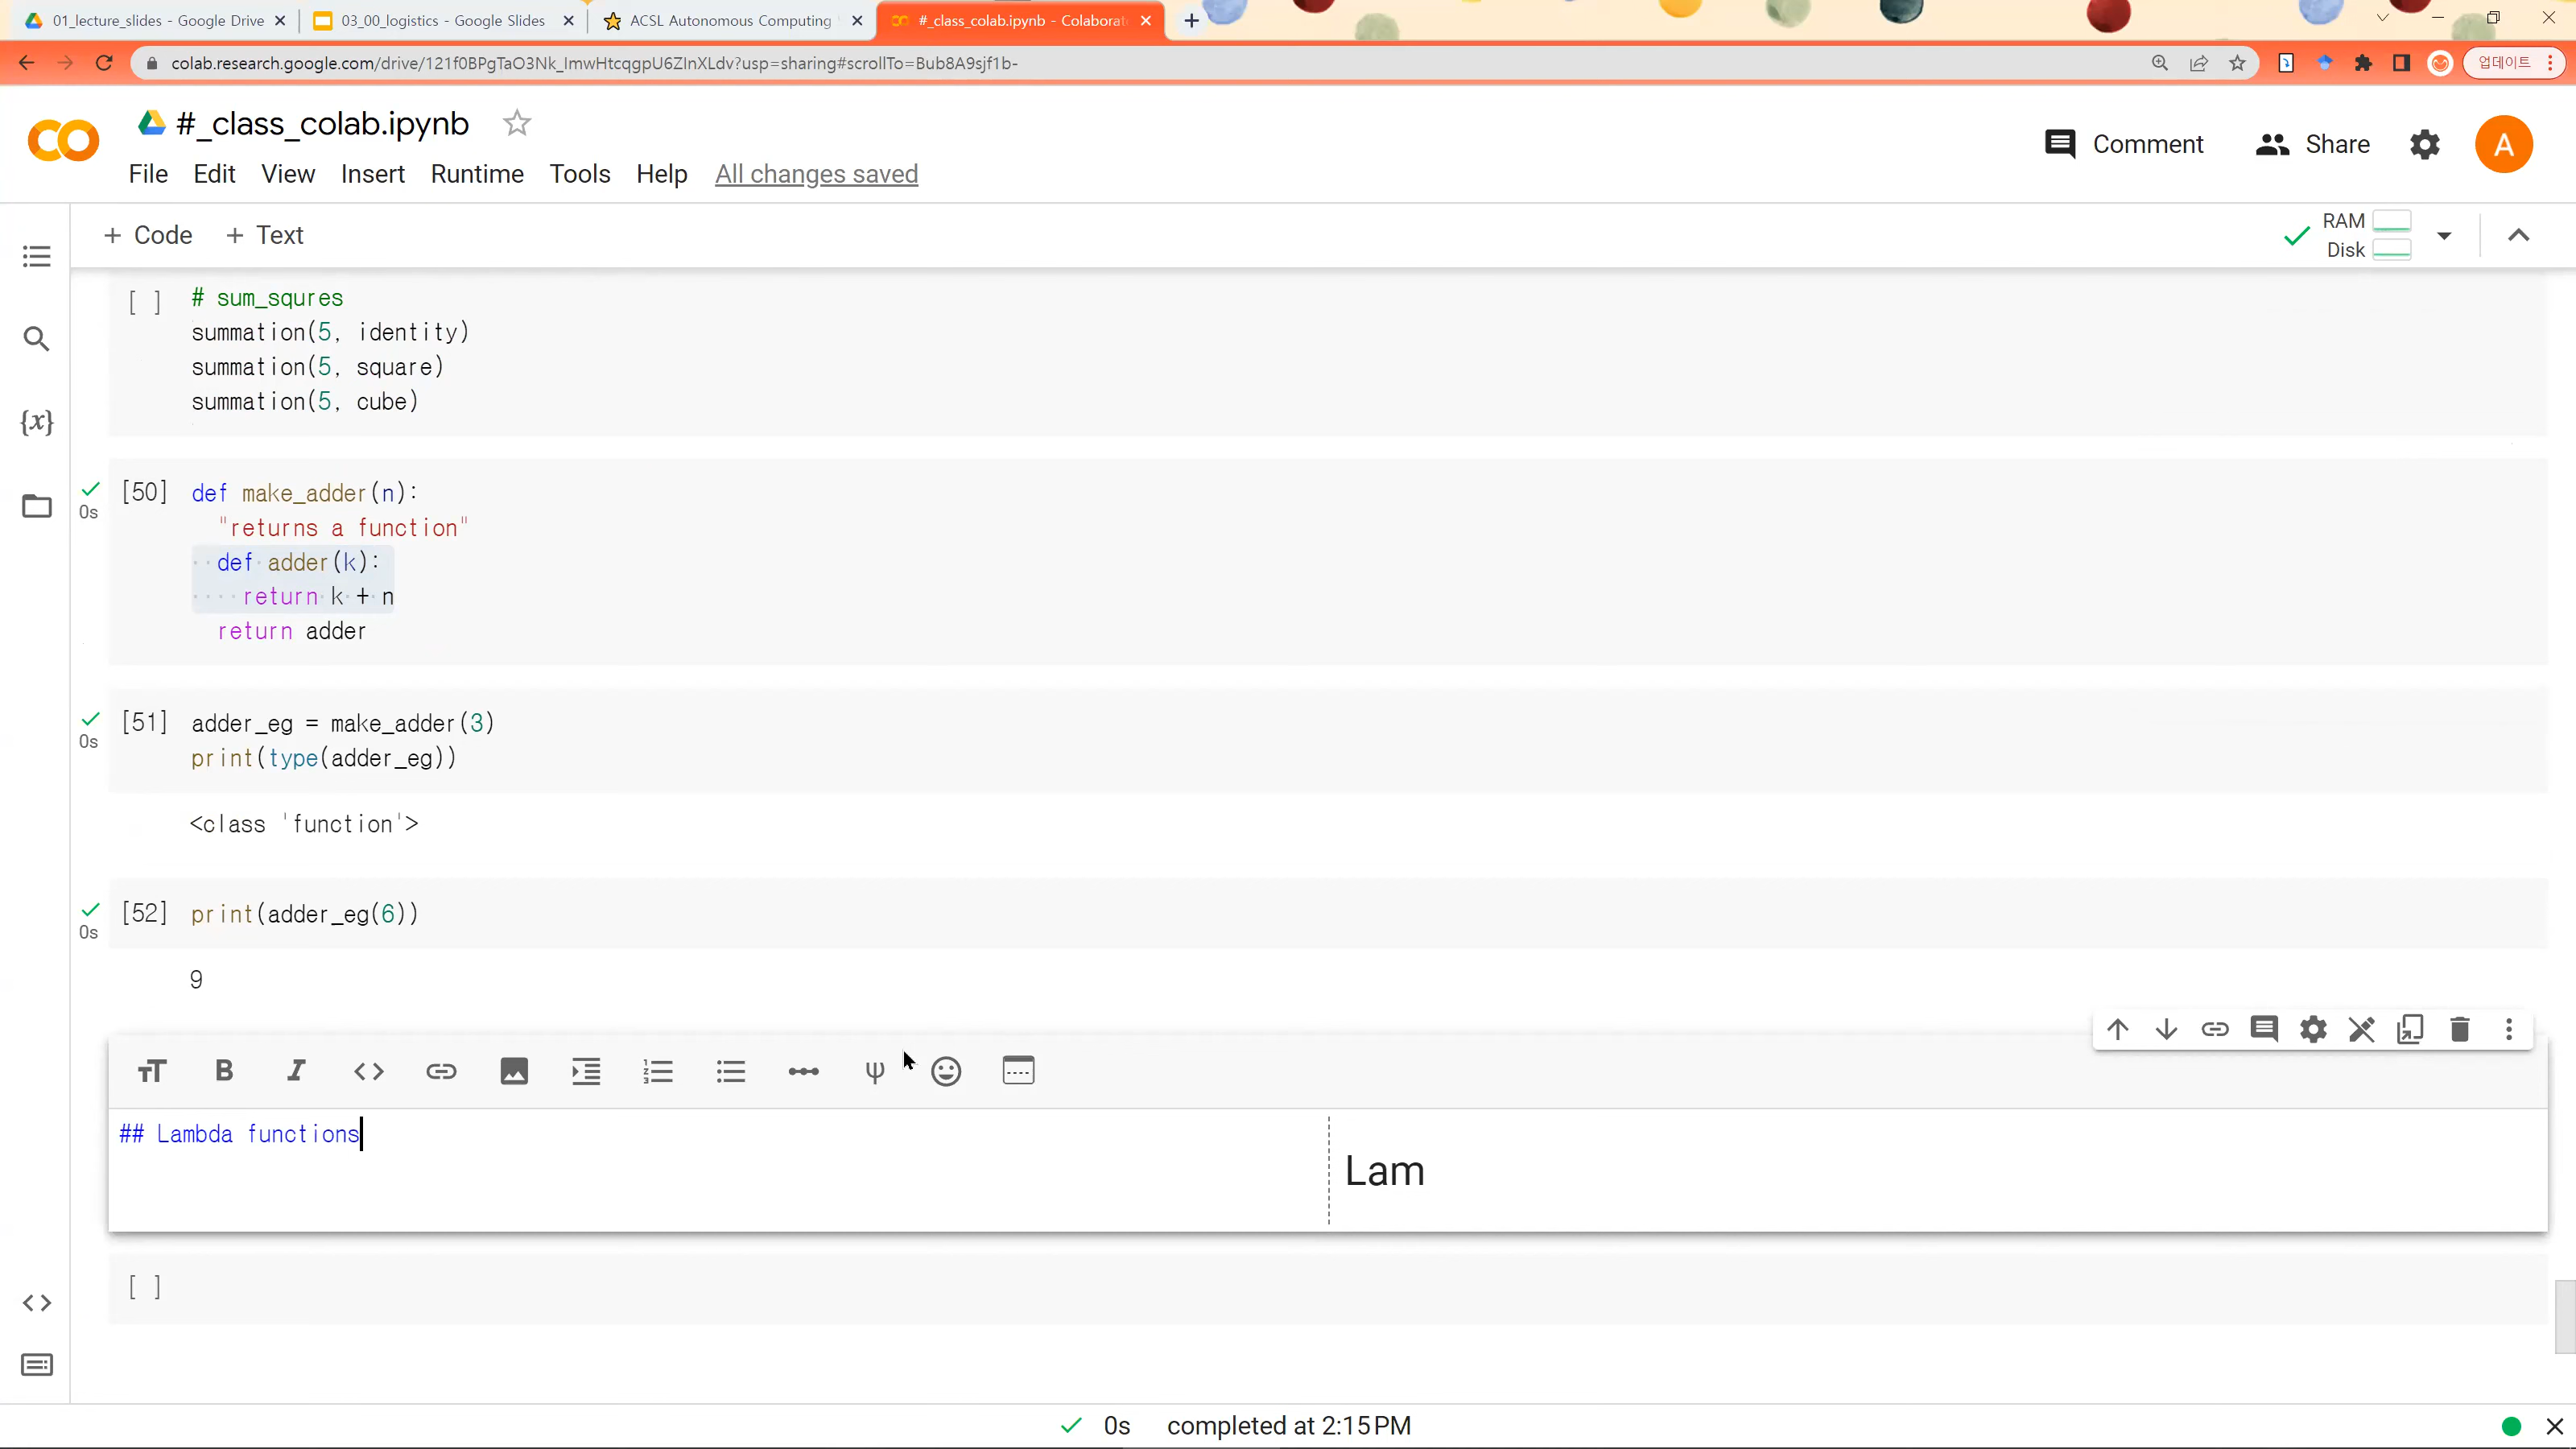 01_lecture_slides - Google Drive
03_00_logistics - Google Slides
ACSL Autonomous Computing
#_class_colab.ipynb - Colaborat
colab.research.google.com/drive/121f0BPgTaO3Nk_ImwHtcqgpU6ZInXLdv?usp=sharing#scrollTo=Bub8A9sjf1b-
업데이트
#_class_colab.ipynb
Comment
Share
A
File Edit View Insert Runtime Tools Help All changes saved
+ Code + Text
RAM
Disk
{x}
[ ] # sum_squres
summation(5, identity)
summation(5, square)
summation(5, cube)
[50] def make_adder(n):
0s
"returns a function"
def adder(k):
return k + n
return adder
[51] adder_eg = make_adder(3)
0s
print(type(adder_eg))
<class 'function'>
[52] print(adder_eg(6))
0s
9
## Lambda functions
Lam
[ ]
0s completed at 2:15 PM